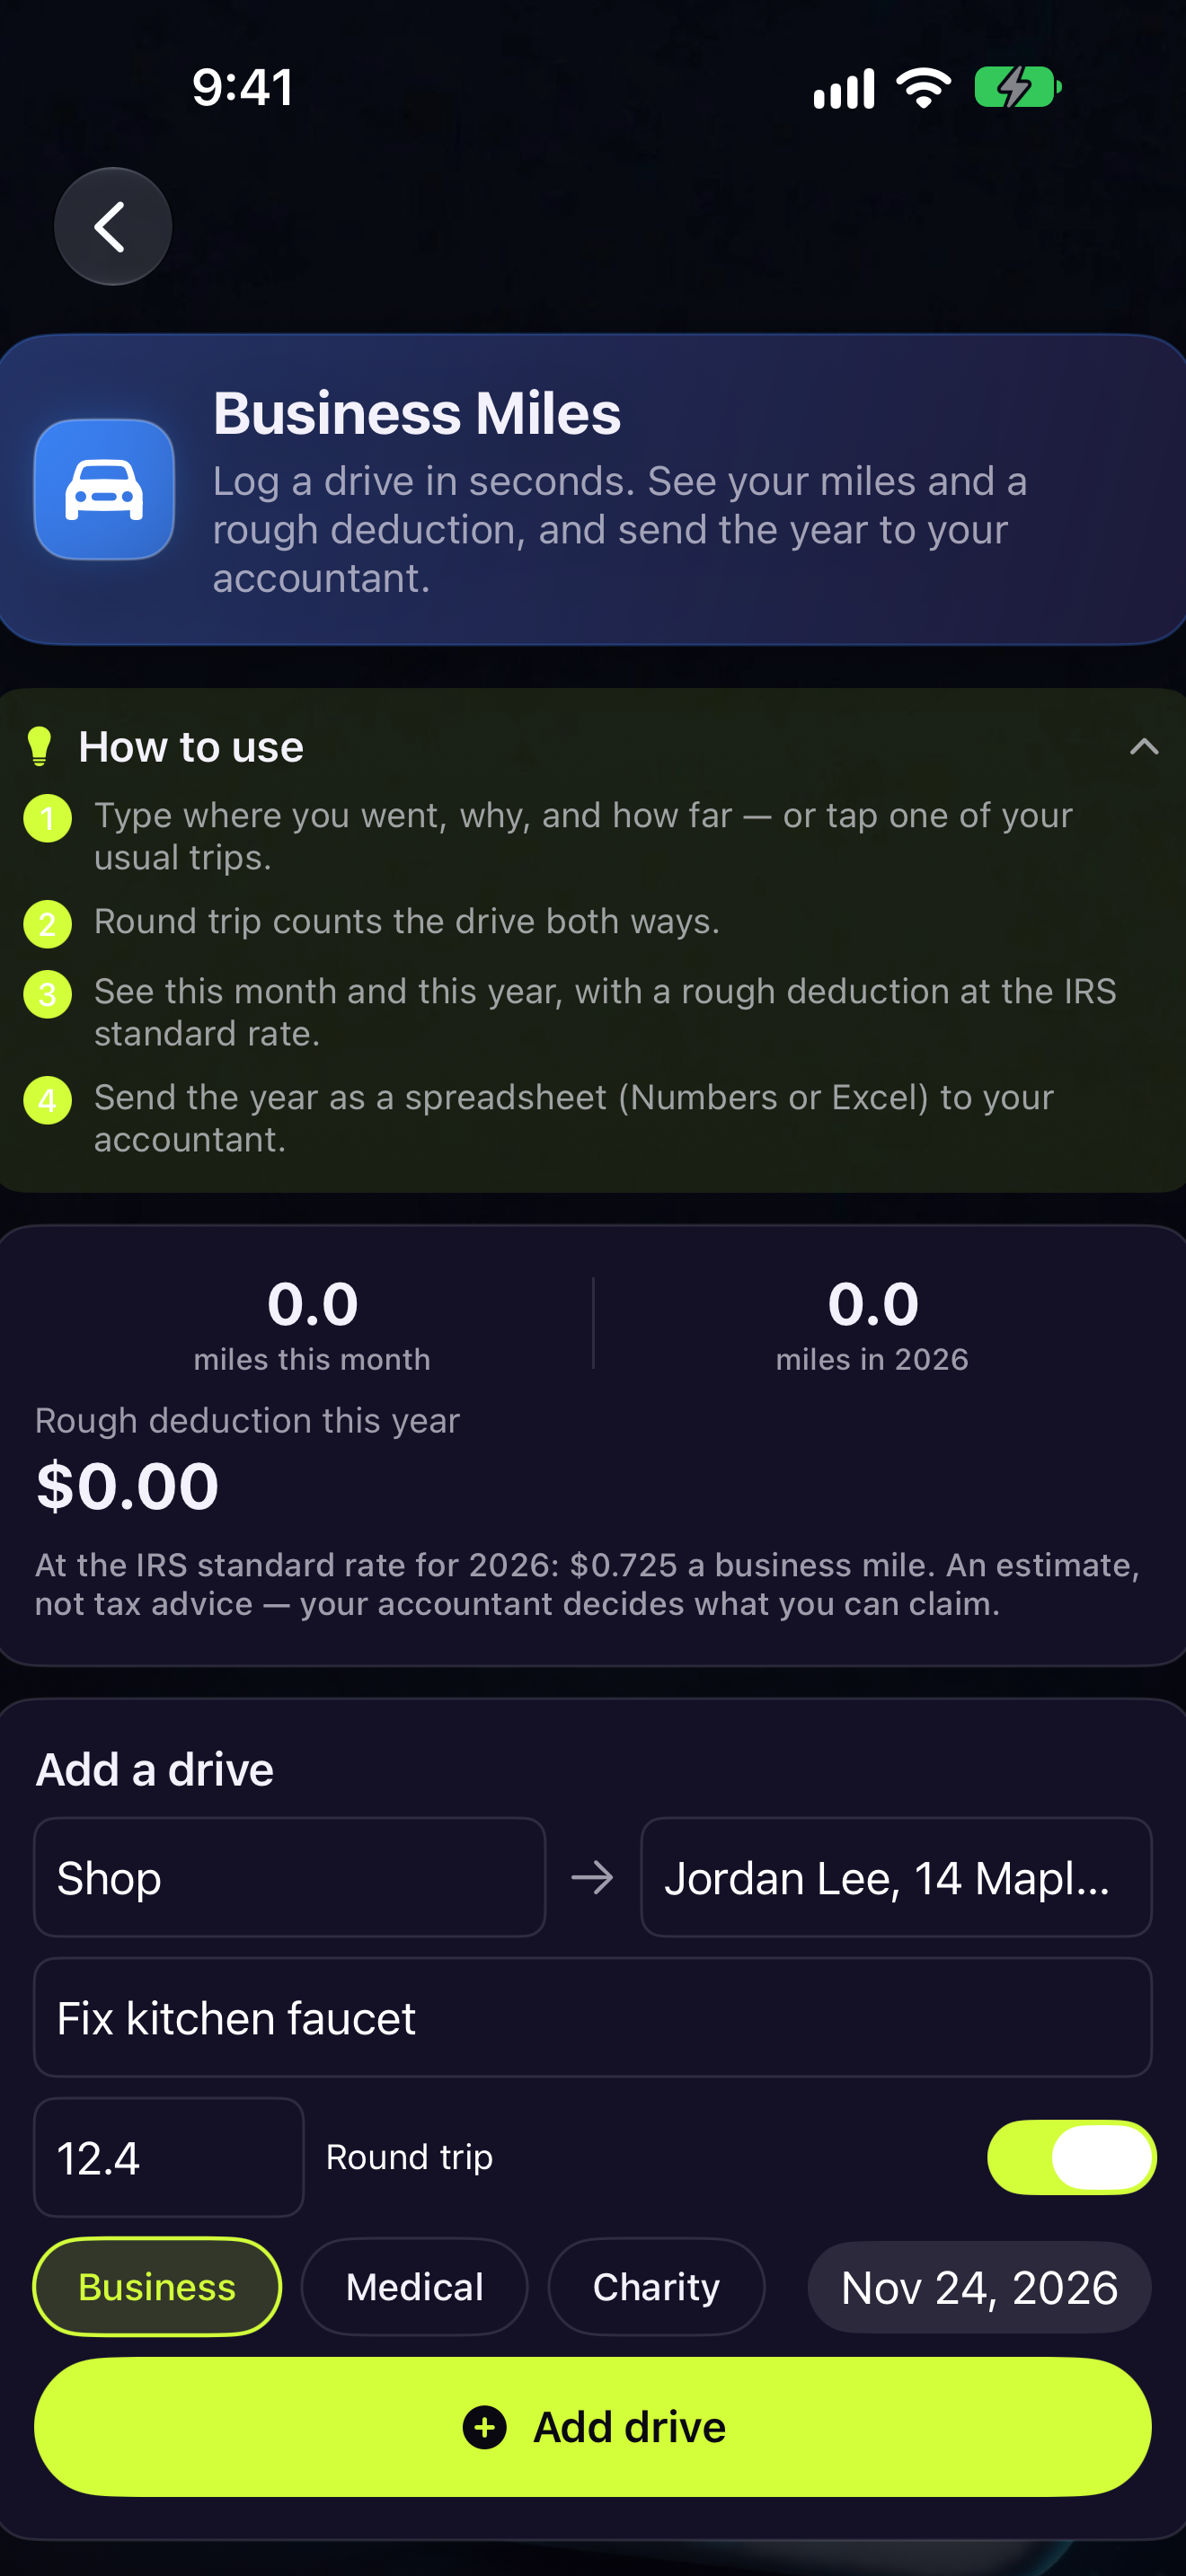 9:41
Business Miles
Log a drive in seconds. See your miles and a
rough deduction, and send the year to your
accountant.
How to use
1 Type where you went, why, and how far — or tap one of your
usual trips.
2 Round trip counts the drive both ways.
3 See this month and this year, with a rough deduction at the IRS
standard rate.
4 Send the year as a spreadsheet (Numbers or Excel) to your
accountant.
0.0 0.0
miles this month miles in 2026
Rough deduction this year
$0.00
At the IRS standard rate for 2026: $0.725 a business mile. An estimate,
not tax advice — your accountant decides what you can claim.
Add a drive
Shop → Jordan Lee, 14 Mapl...
Fix kitchen faucet
12.4 Round trip
Business Medical Charity Nov 24, 2026
Add drive